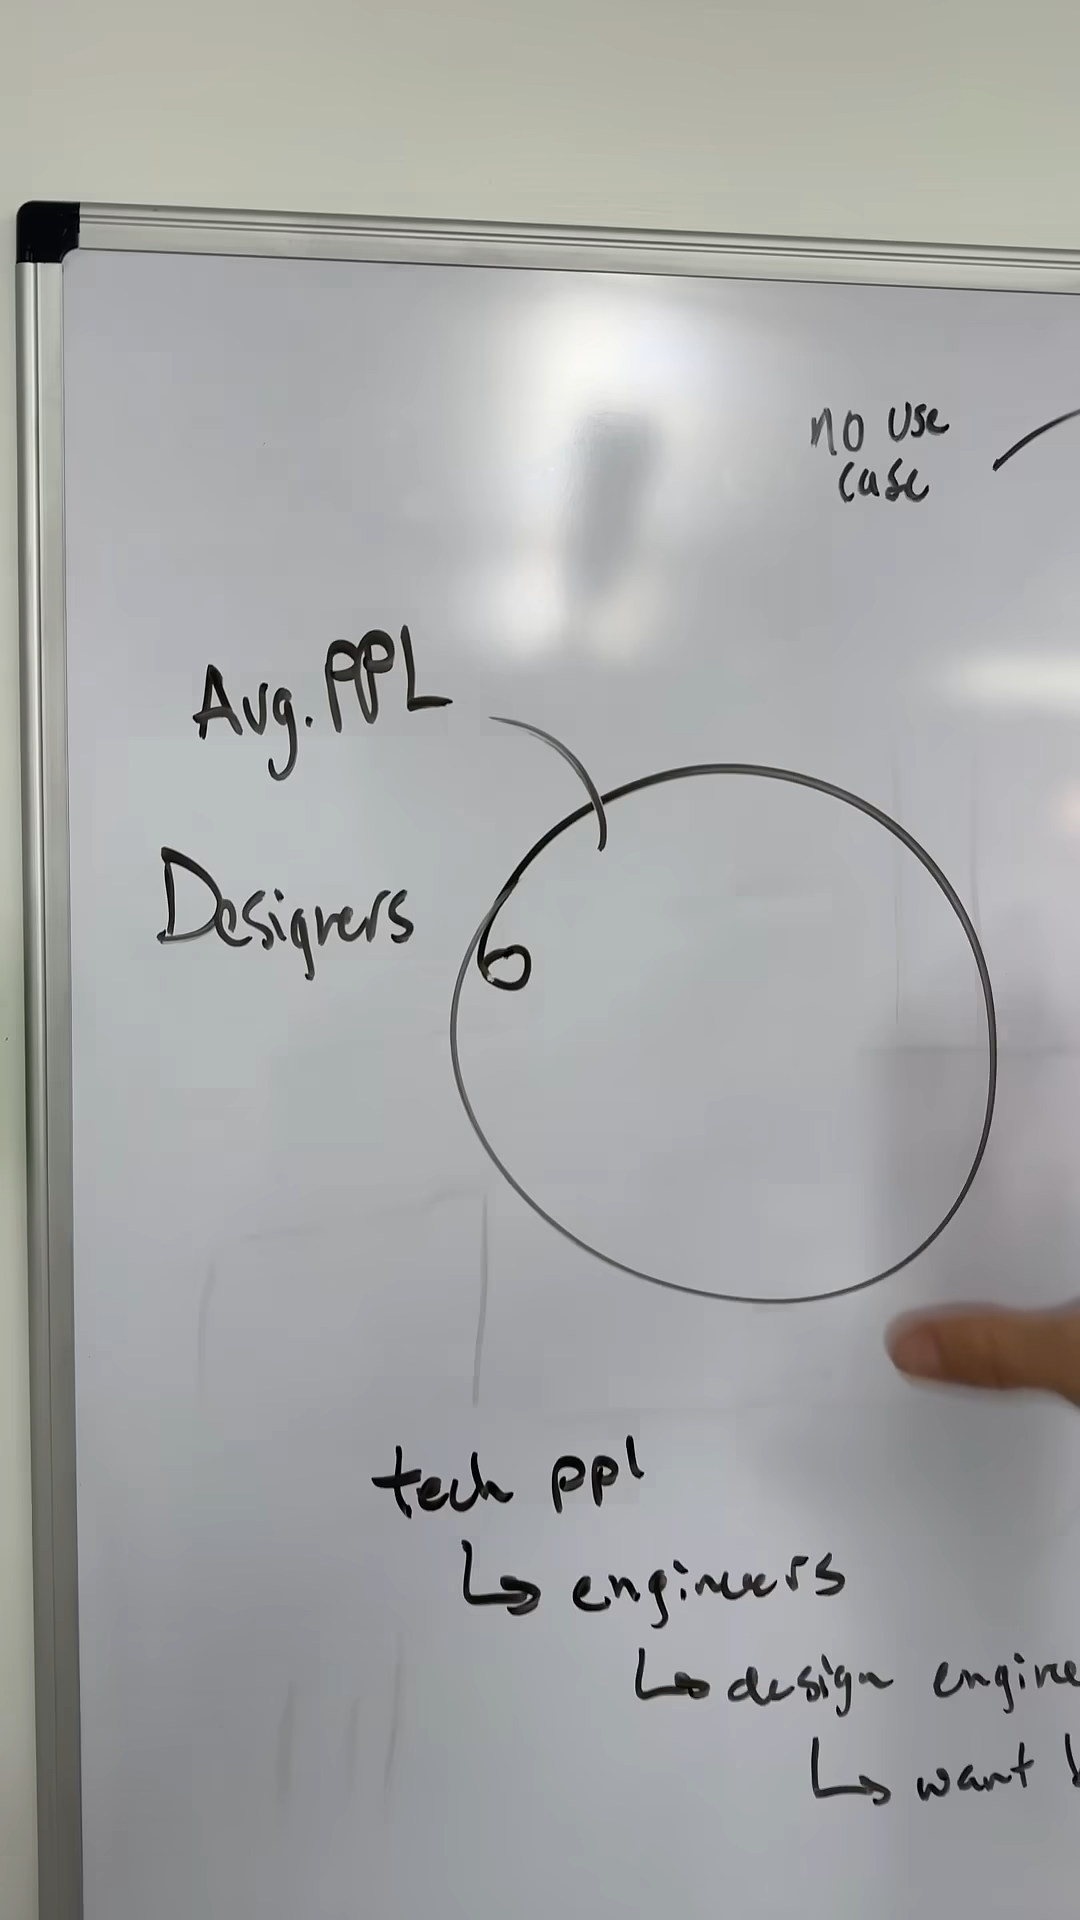 no use
case
Avg. PPL
Designers
tech ppl
↳ engineers
↳ design engine
↳ want